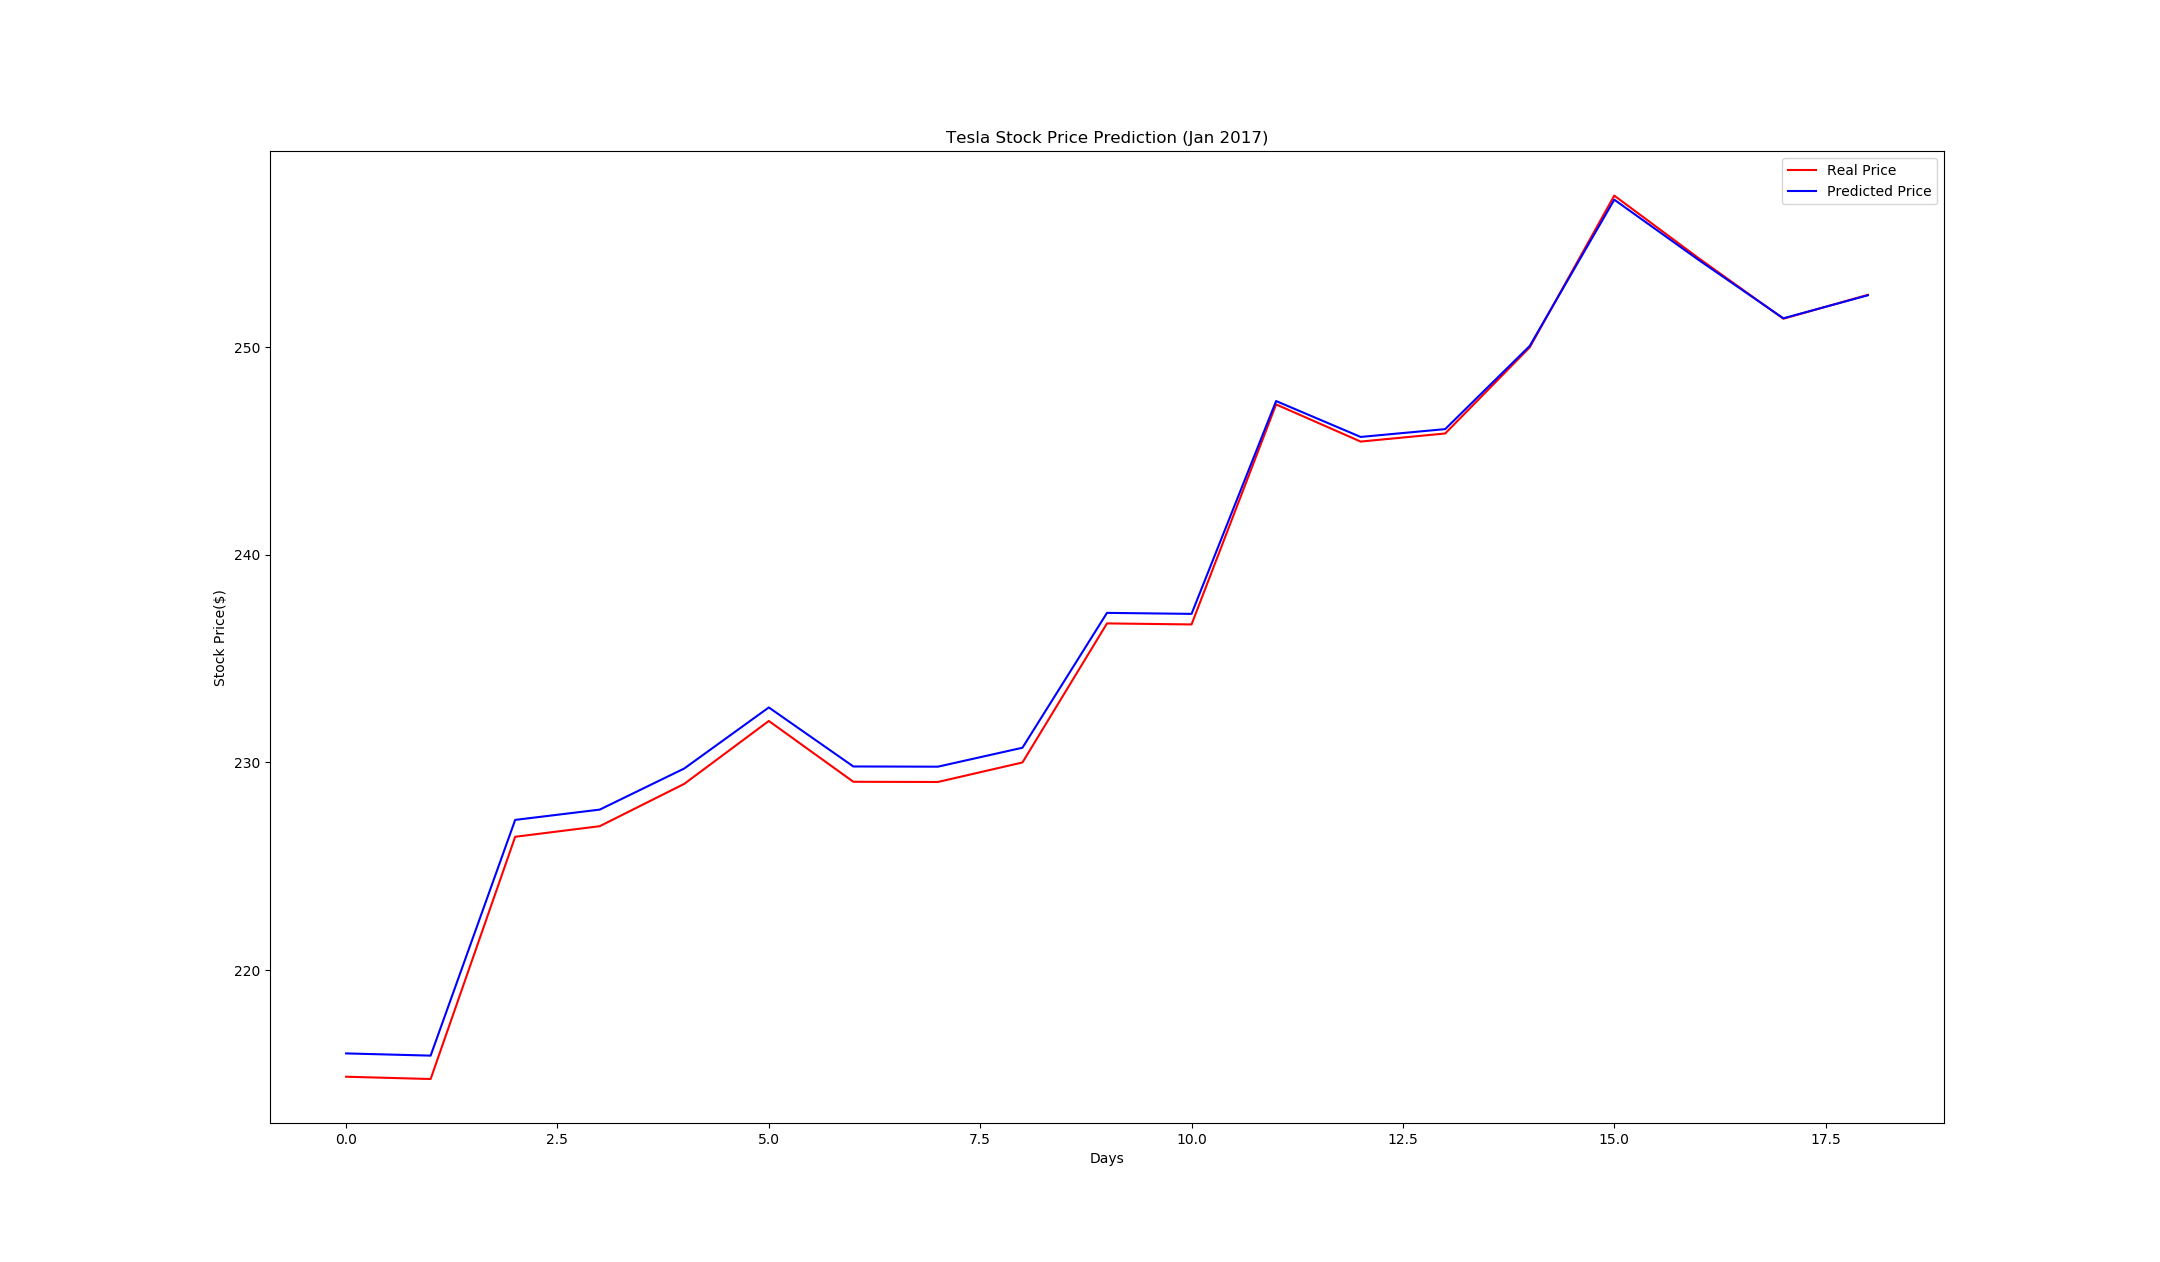 Tesla Stock Price Prediction (Jan 2017)
Real Price
Predicted Price
250
240
230
220
Stock Price($)
0.0 2.5 5.0 7.5 10.0 12.5 15.0 17.5
Days